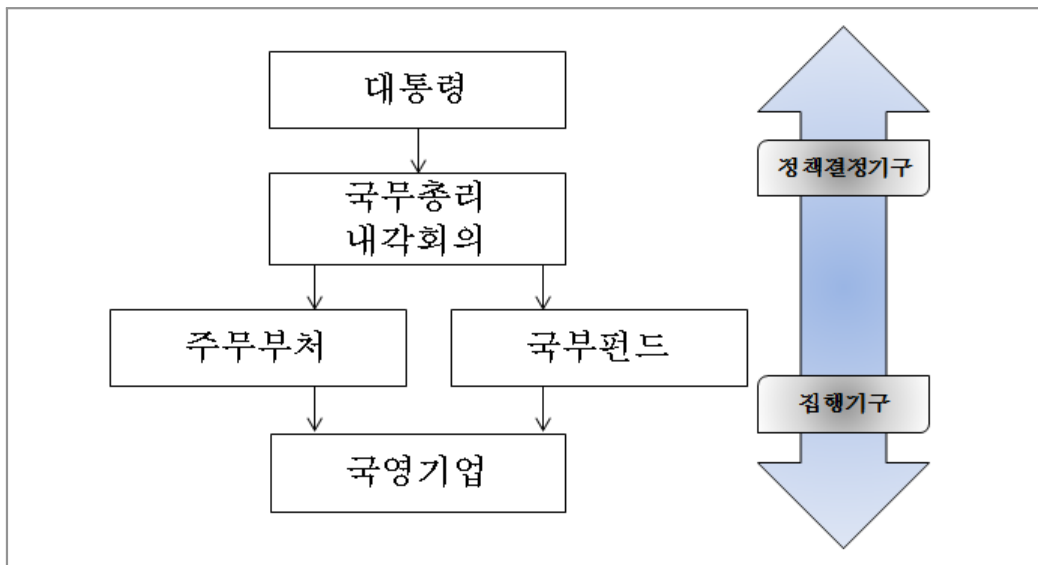 대통령
국무총리
내각회의
주무부처
국부펀드
국영기업
정책결정기구
집행기구